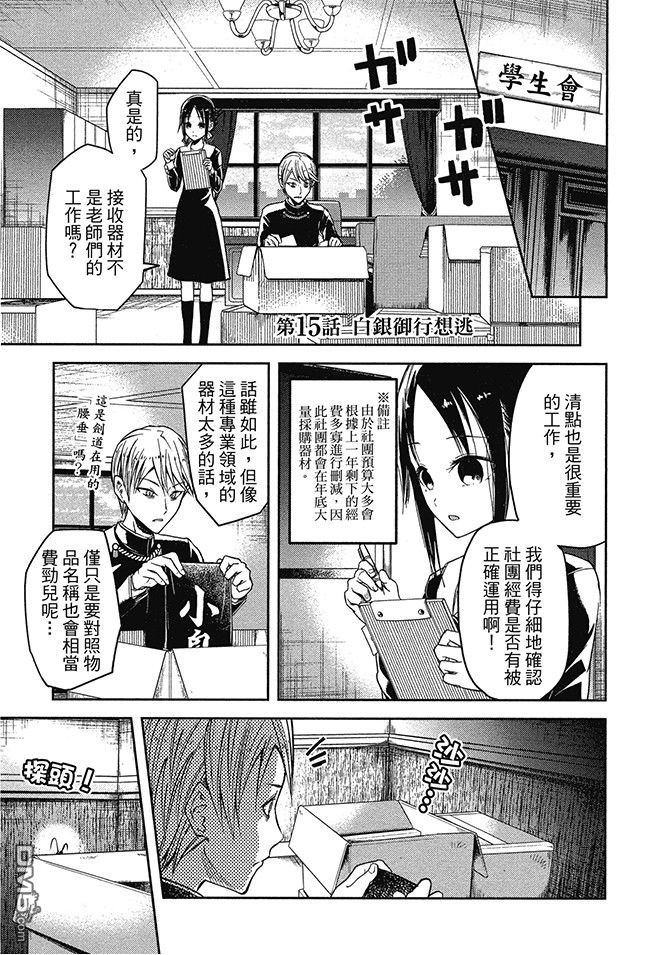 學生會
ガサ
ガサ
真是的，
接收器材不
是老師們的
工作嗎？
第15話 白銀御行想逃
清點也是很重要
的工作，
我們得仔細地確認
社團經費是否有被
正確運用啊！
※備註
由於社團預算大多會
根據上一年剩下的經
費多寡進行刪減，因
此社團都會在年底大
量採購器材。
話雖如此，但像
這種專業領域的
器材太多的話，
這是劍道在用的
腰垂嗎？
小鳥
僅只是要對照物
品名稱也會相當
費勁兒呢…
沙沙…
探頭！
DM5
.com